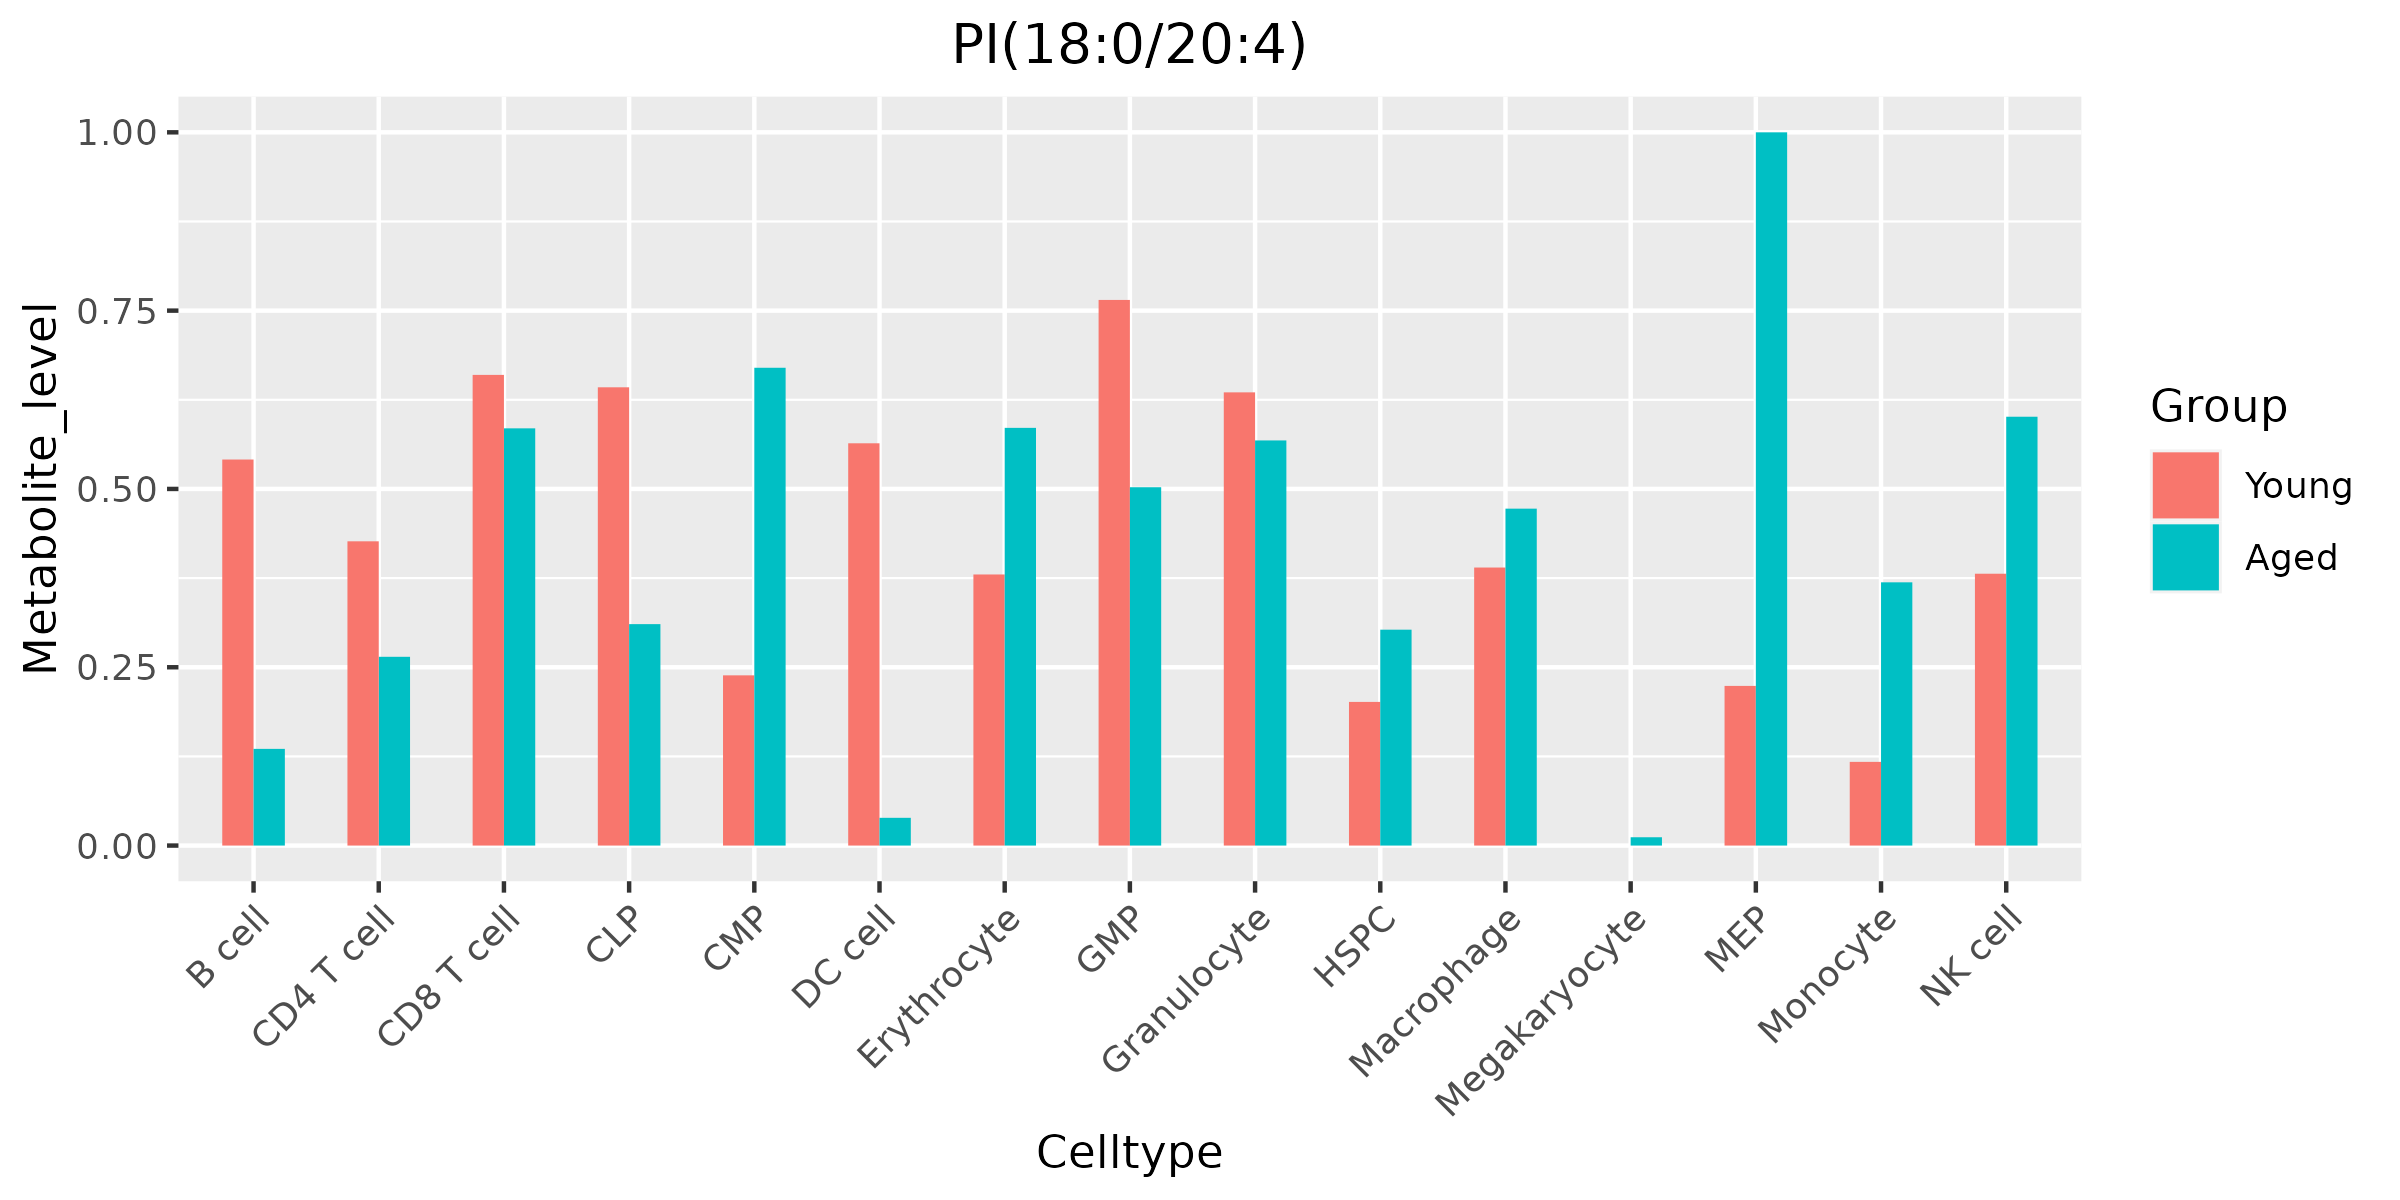 PI(18:0/20:4)
Metabolite_level
1.00
0.75
0.50
0.25
0.00
B cell
CD4 T cell
CD8 T cell
CLP
CMP
DC cell
Erythrocyte
GMP
Granulocyte
HSPC
Macrophage
Megakaryocyte
MEP
Monocyte
NK cell
Celltype
Group
Young
Aged